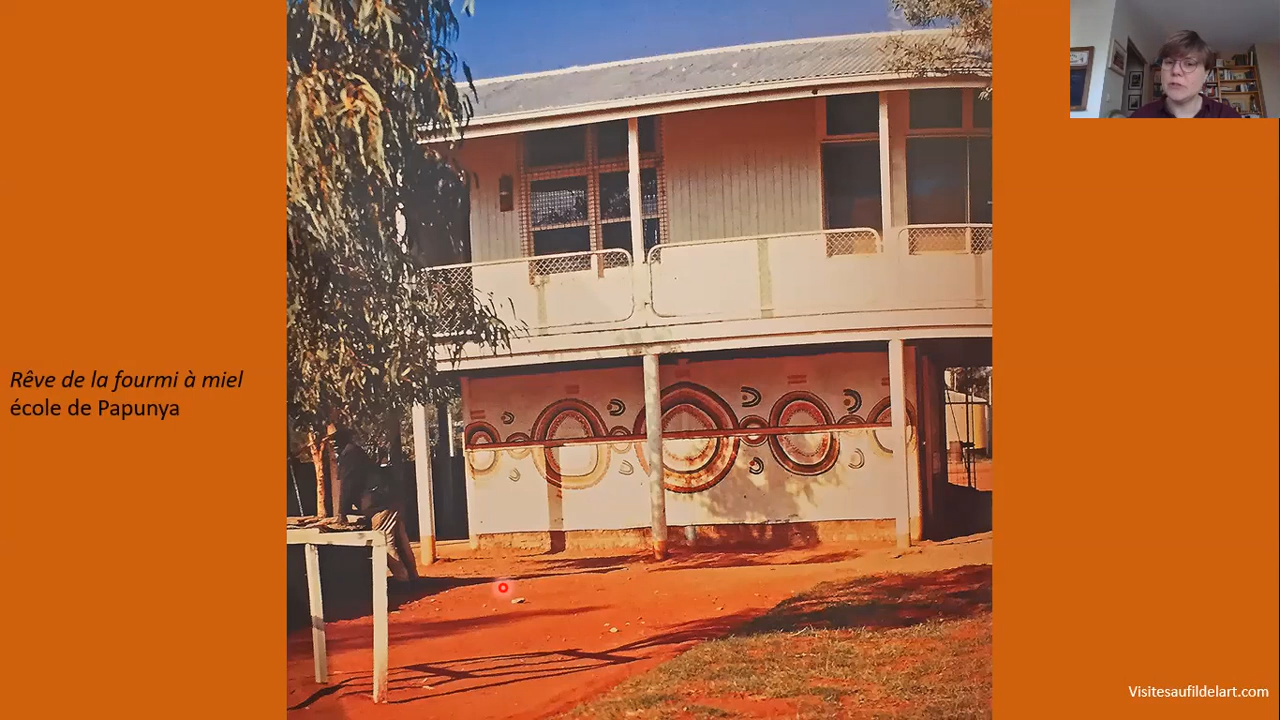 Rêve de la fourmi à miel
école de Papunya
Visitesaufildelart.com